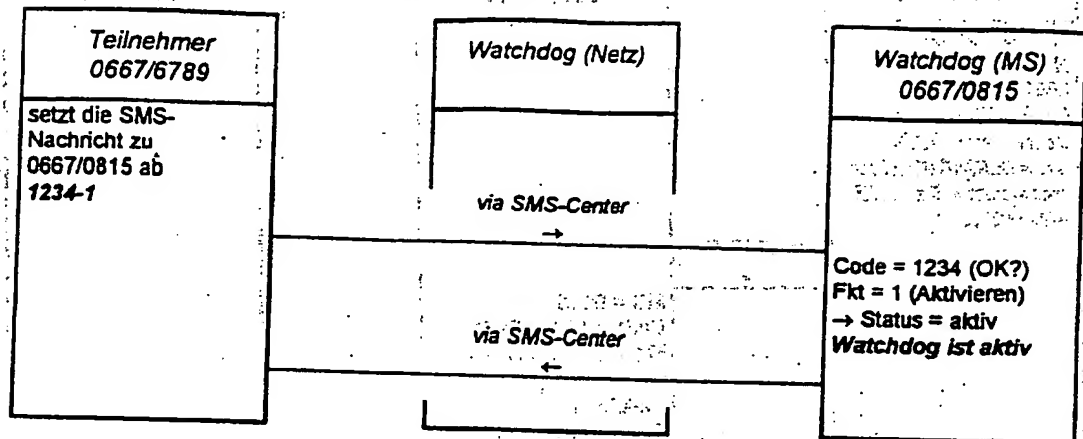 Teilnehmer
0667/6789
setzt die SMS-
Nachricht zu
0667/0815 ab
1234-1
Watchdog (Netz)
via SMS-Center
→
via SMS-Center
←
Watchdog (MS)
0667/0815
Code = 1234 (OK?)
Fkt = 1 (Aktivieren)
→ Status = aktiv
Watchdog ist aktiv